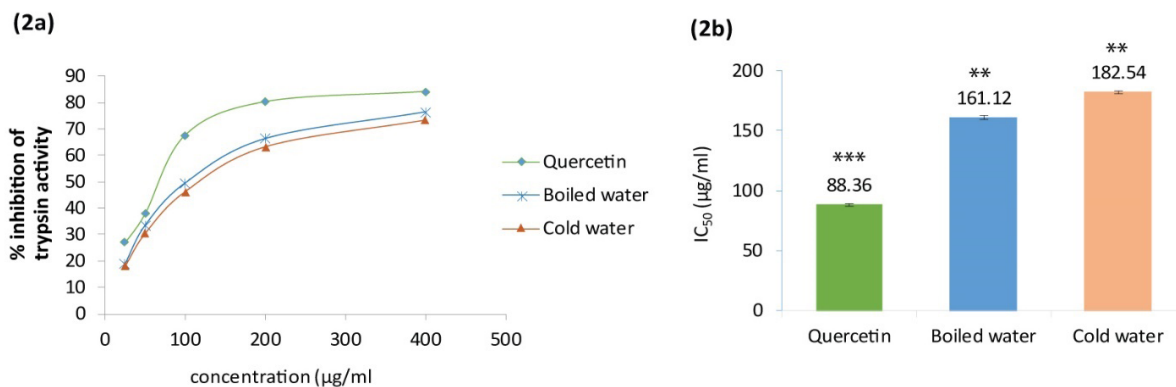 (2a)
90
80
70
60
50
40
30
20
10
0
% inhibition of
trypsin activity
0 100 200 300 400 500
concentration (µg/ml
Quercetin
Boiled water
Cold water
(2b)
200
150
100
50
0
IC50 (µg/ml)
***
88.36
**
161.12
**
182.54
Quercetin Boiled water Cold water